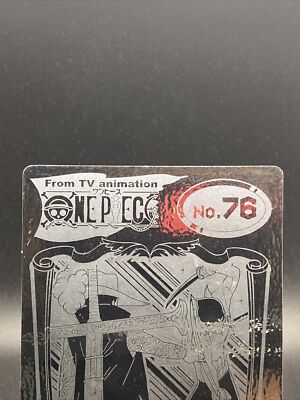 From TV animation
ワンピース
ONE PIECE
No.76